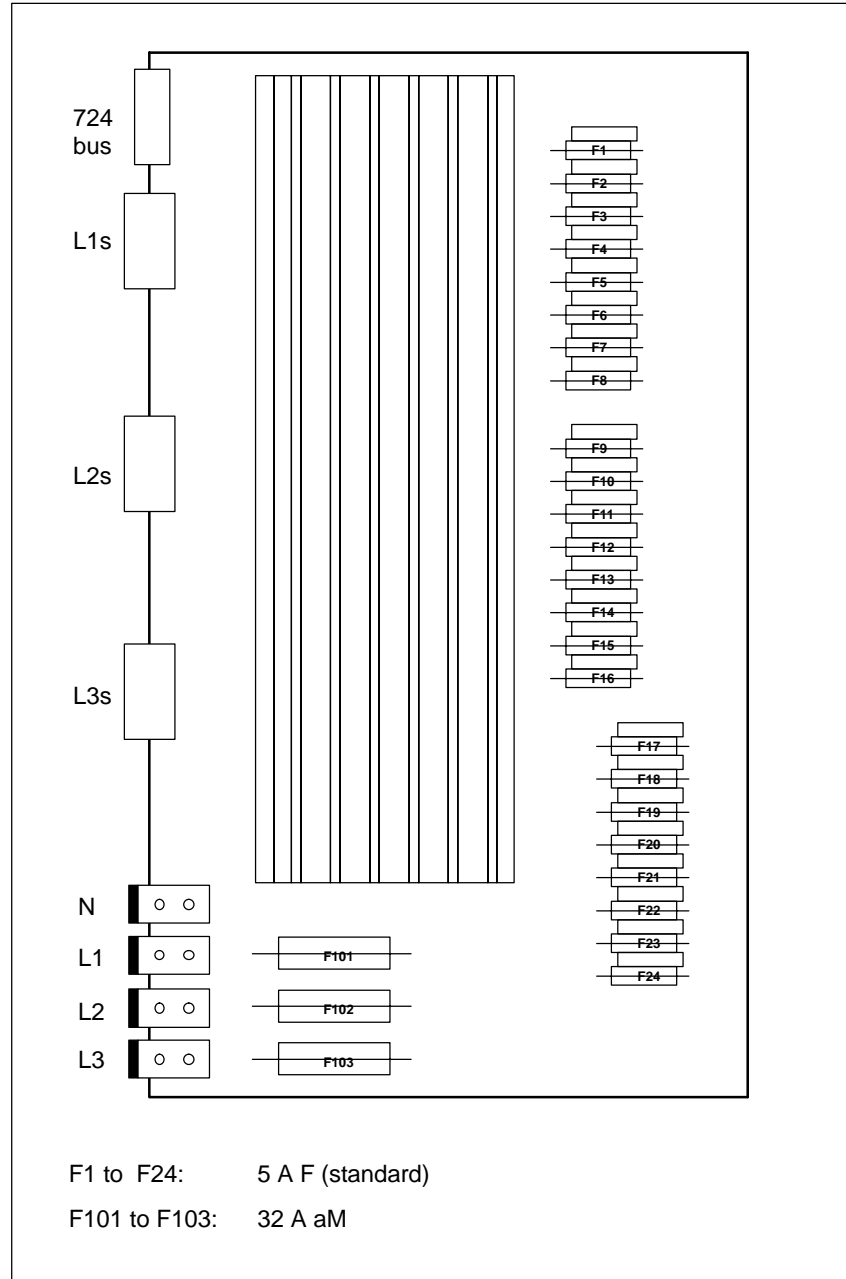 724
bus
L1s
L2s
L3s
N
L1
L2
L3
F1
F2
F3
F4
F5
F6
F7
F8
F9
F10
F11
F12
F13
F14
F15
F16
F17
F18
F19
F20
F21
F22
F23
F24
F101
F102
F103
F1 to F24: 5 A F (standard)
F101 to F103: 32 A aM